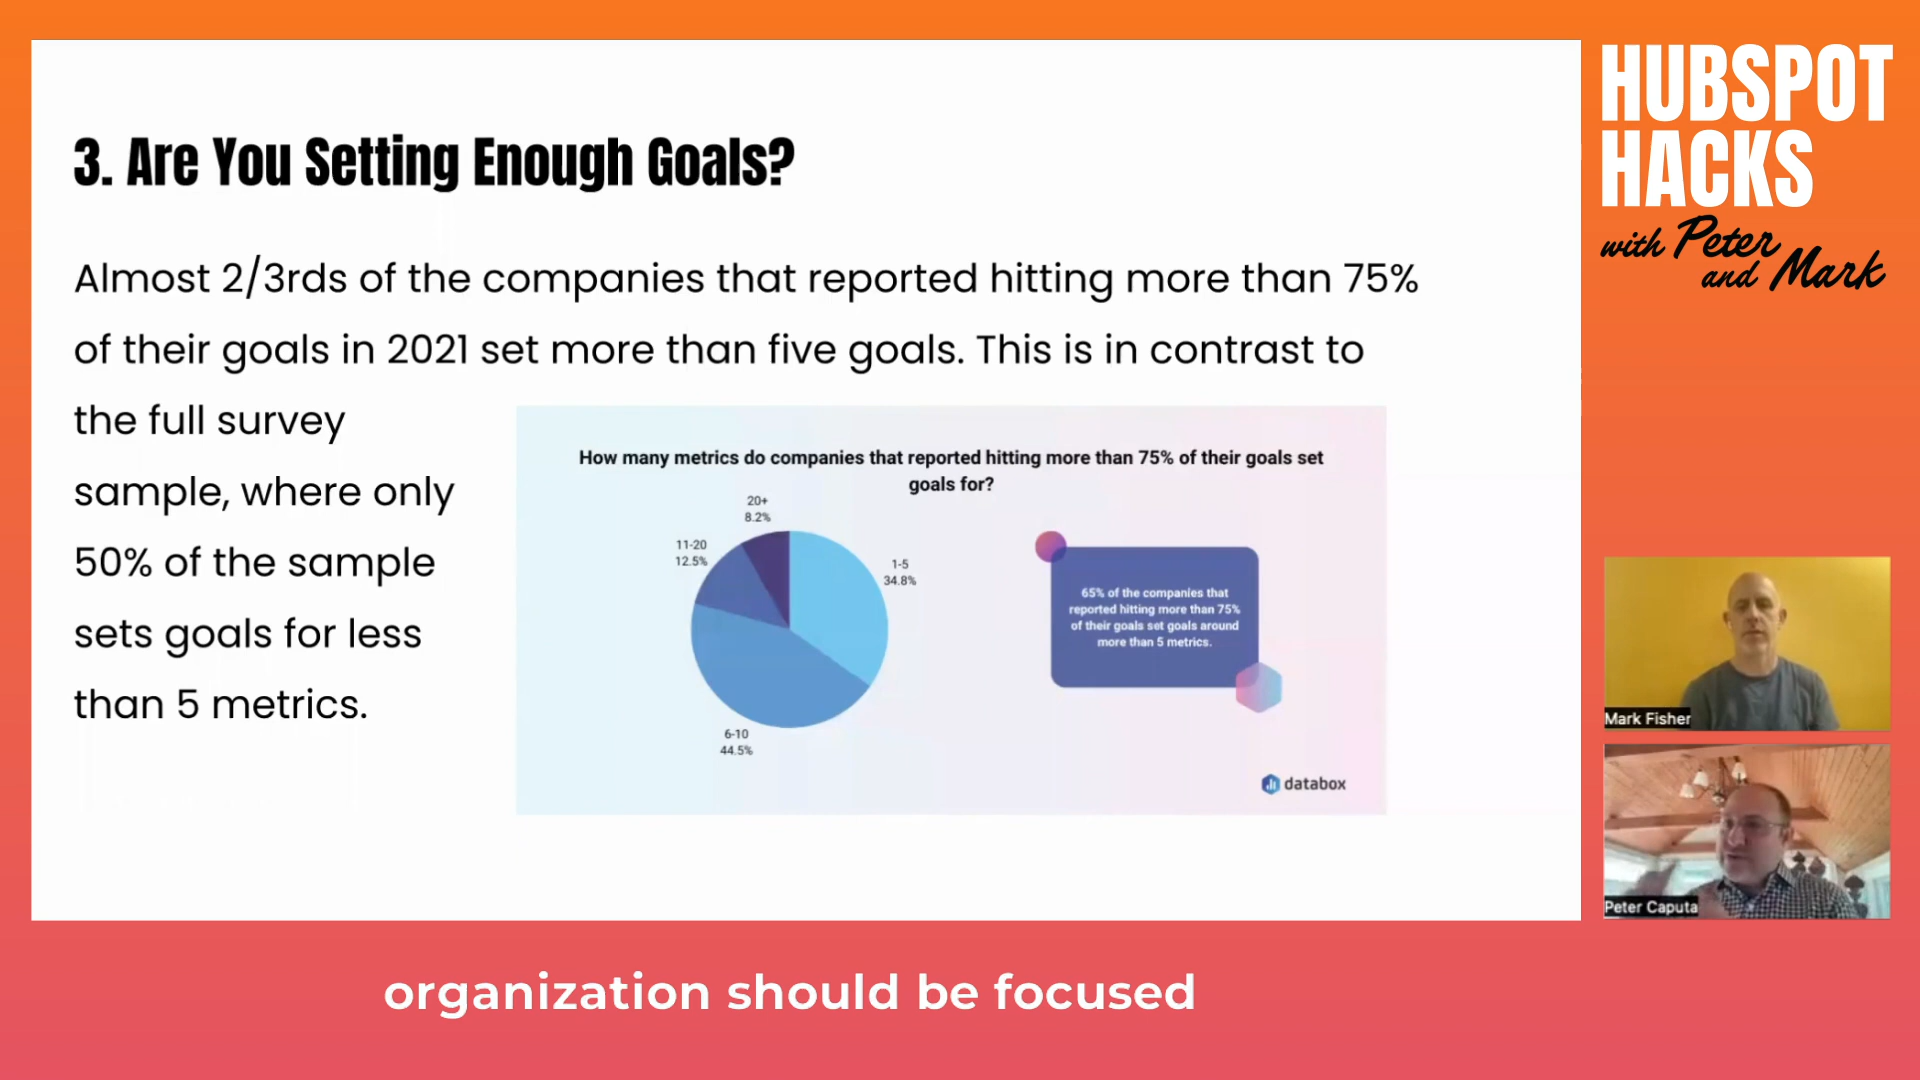 3. Are You Setting Enough Goals?
Almost 2/3rds of the companies that reported hitting more than 75%
of their goals in 2021 set more than five goals. This is in contrast to
the full survey
sample, where only
50% of the sample
sets goals for less
than 5 metrics.
How many metrics do companies that reported hitting more than 75% of their goals set
goals for?
20+
8.2%
11-20
12.5%
1-5
34.8%
6-10
44.5%
65% of the companies that
reported hitting more than 75%
of their goals set goals around
more than 5 metrics.
databox
HUBSPOT
HACKS
with Peter
and Mark
Mark Fisher
Peter Caputa
organization should be focused